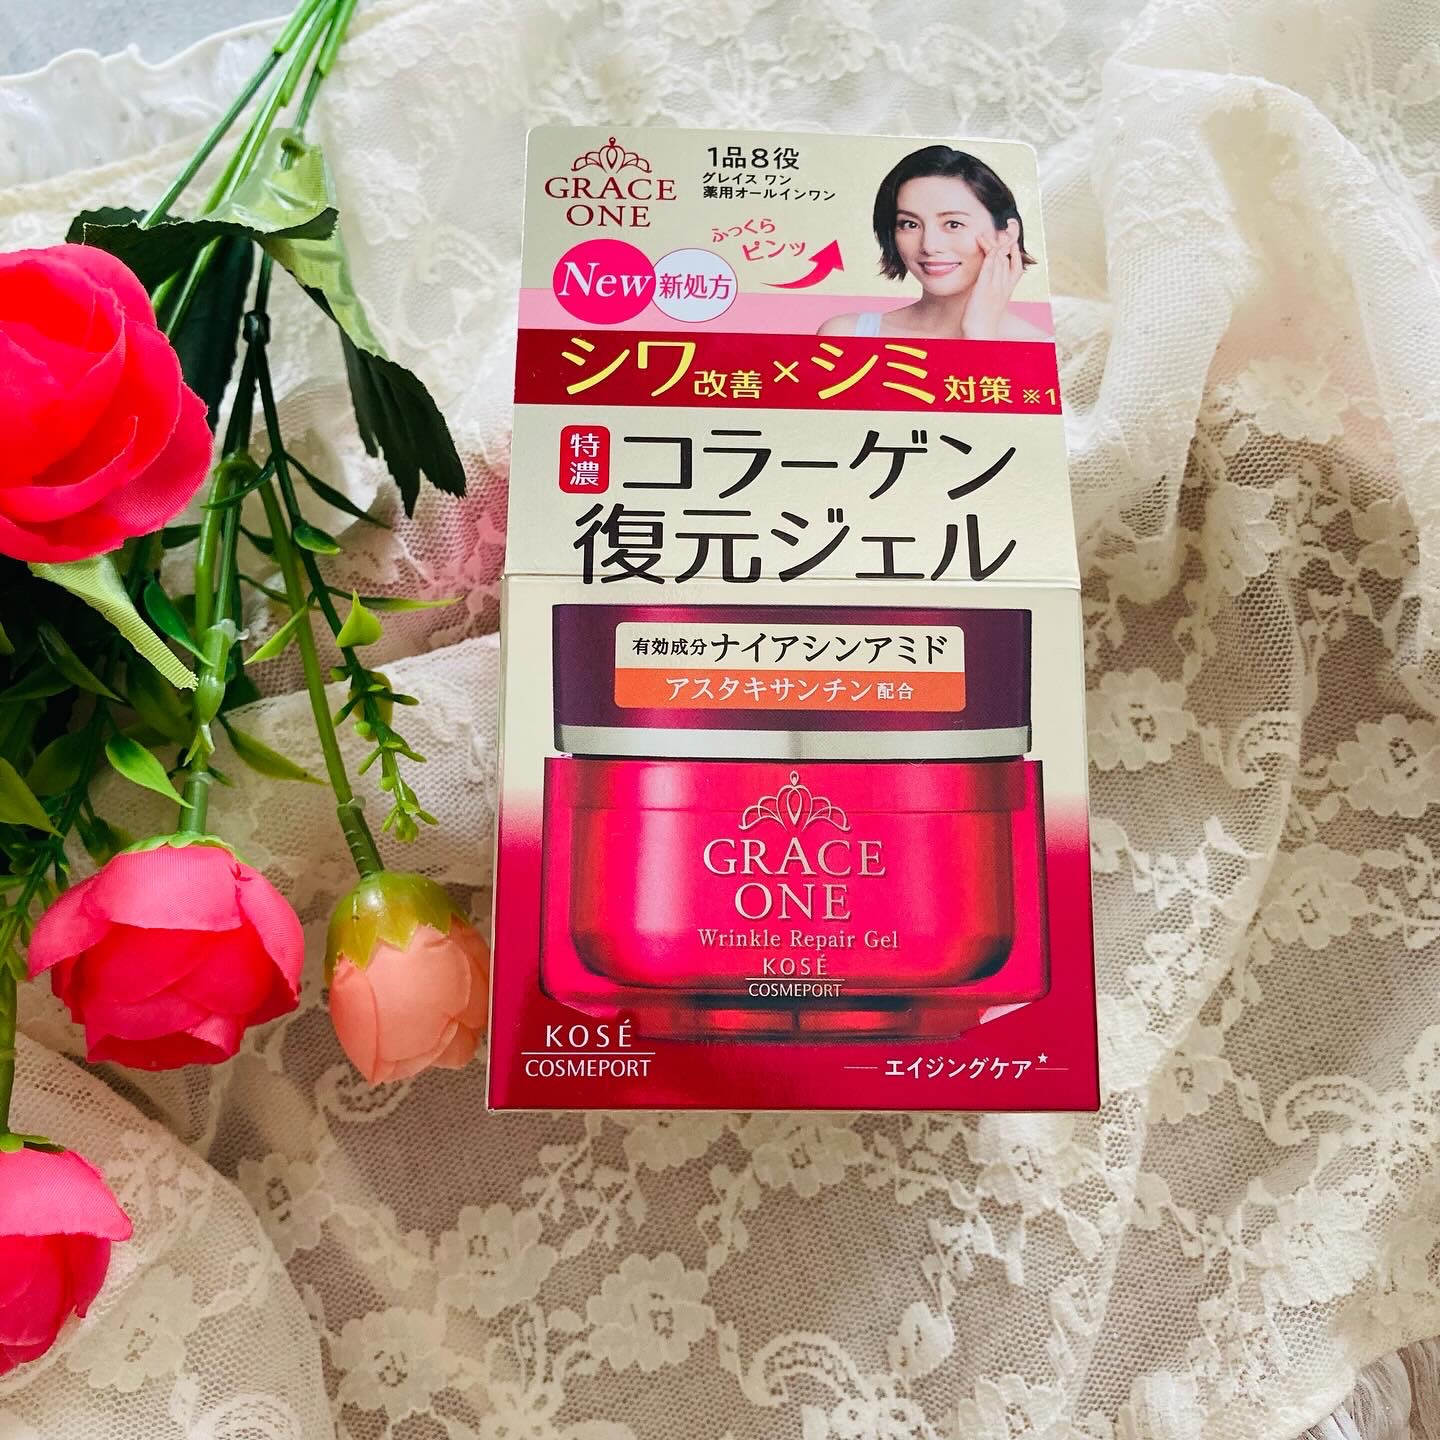 GRACE
ONE
1品8役
グレイス ワン
薬用オールインワン
ふっくら
ピンッ
New 新処方
シワ改善×シミ対策 ※1
特濃 コラーゲン
復元ジェル
有効成分ナイアシンアミド
アスタキサンチン配合
GRACE
ONE
Wrinkle Repair Gel
KOSÉ
COSMEPORT
KOSÉ
COSMEPORT
エイジングケア★